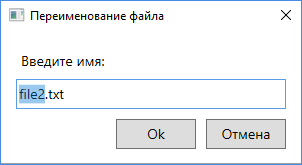 Переименование файла
Введите имя:
file2.txt
Ok
Отмена